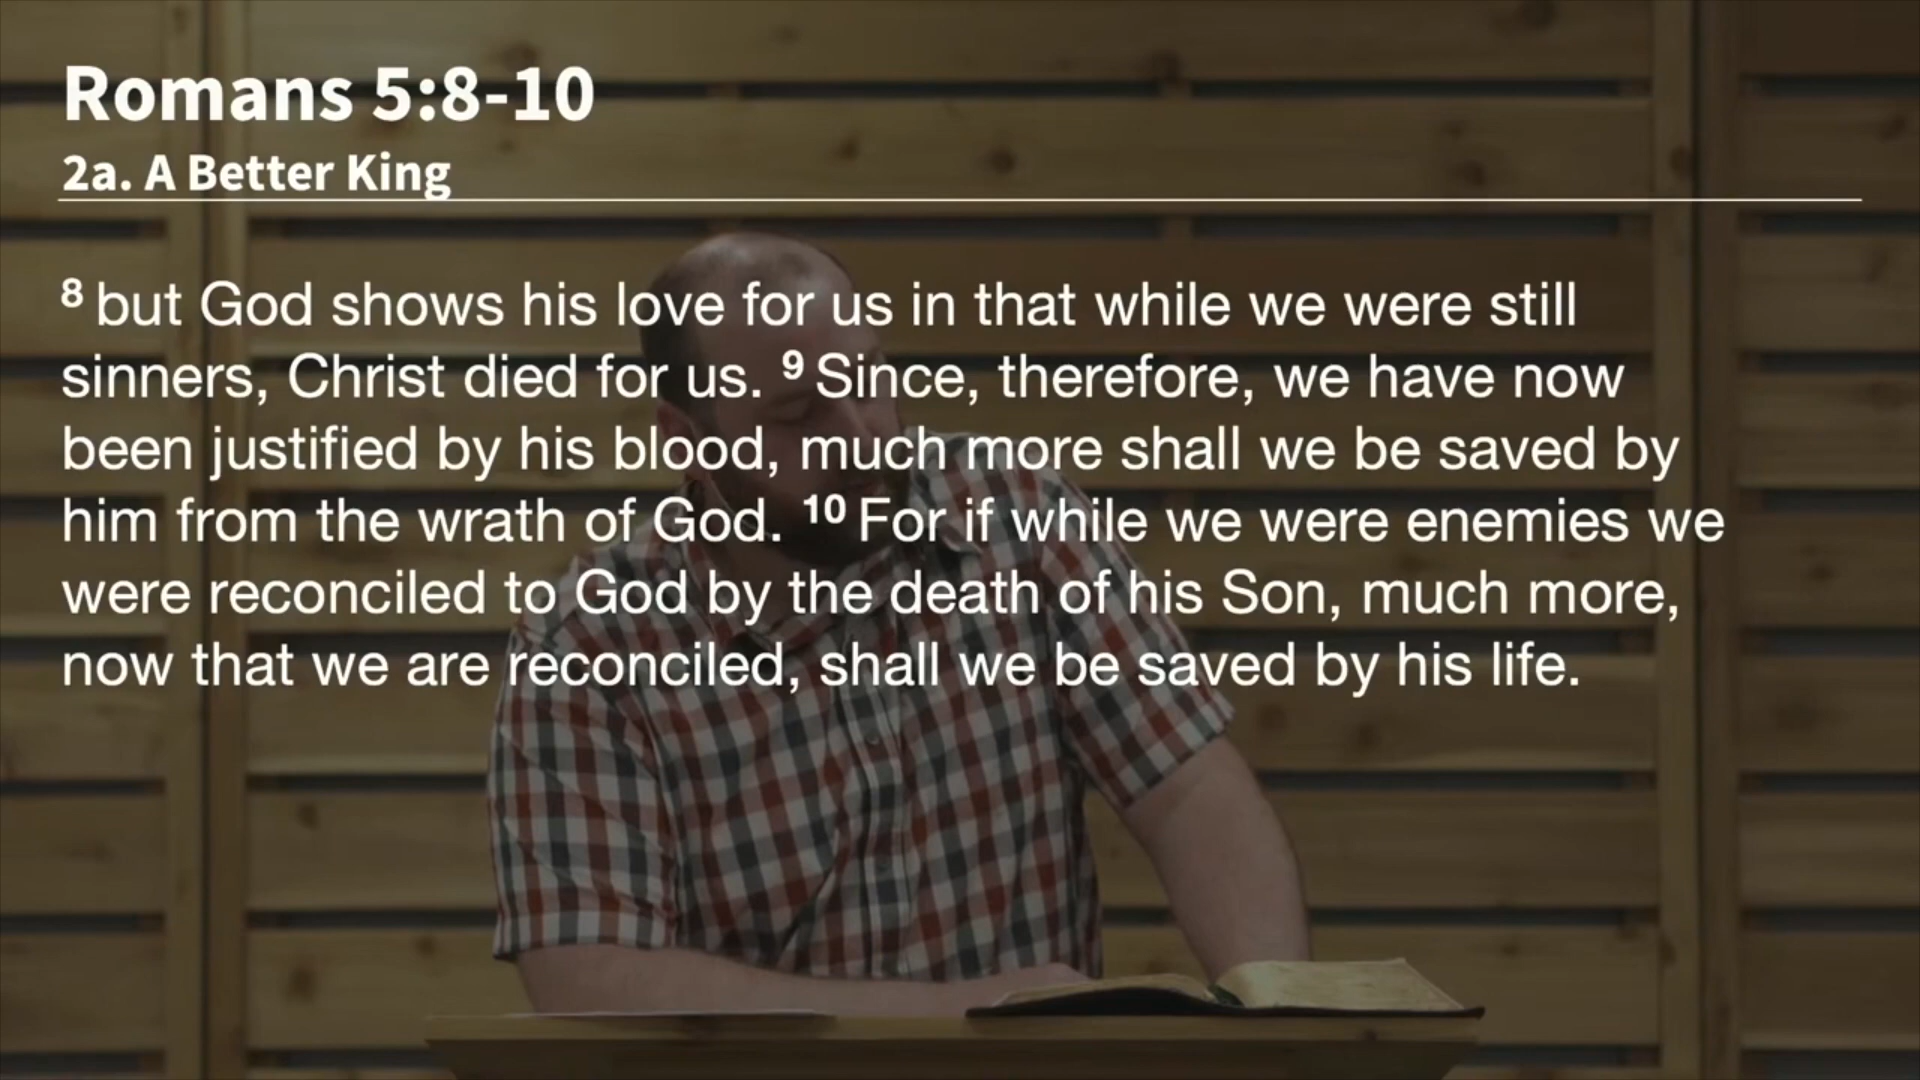 Romans 5:8-10
2a. A Better King
8 but God shows his love for us in that while we were still
sinners, Christ died for us. 9 Since, therefore, we have now
been justified by his blood, much more shall we be saved by
him from the wrath of God. 10 For if while we were enemies we
were reconciled to God by the death of his Son, much more,
now that we are reconciled, shall we be saved by his life.